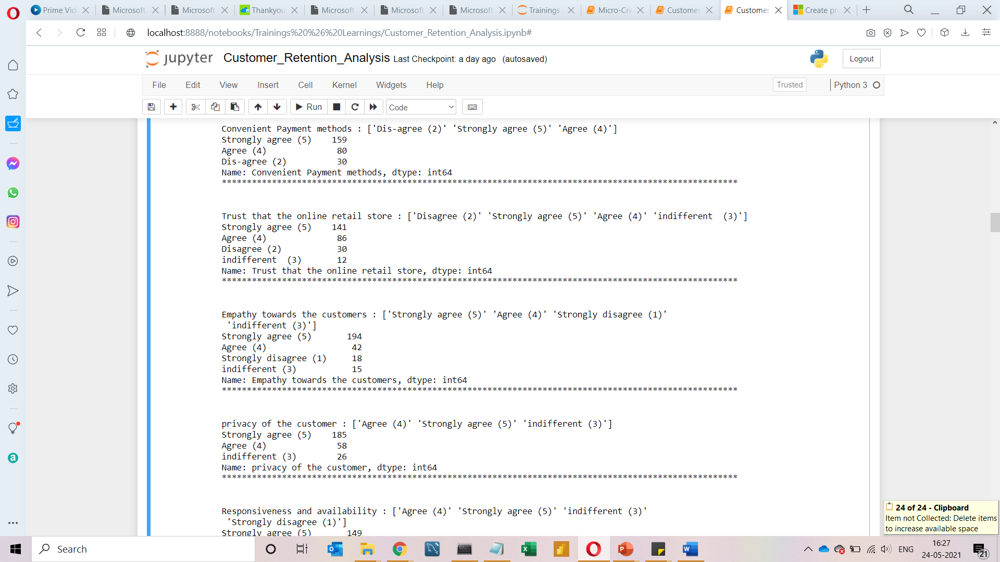 Prime Vid
Microsoft
Microsoft
Thankyou
Microsoft
Microsoft
Microsoft
Trainings
Micro-Cre
Customer
Customer
Create pr
localhost:8888/notebooks/Trainings%20%26%20Learnings/Customer_Retention_Analysis.ipynb#
jupyter Customer_Retention_Analysis Last Checkpoint: a day ago (autosaved)
Logout
File Edit View Insert Cell Kernel Widgets Help
Trusted
Python 3
Run
Code
Convenient Payment methods : ['Dis-agree (2)' 'Strongly agree (5)' 'Agree (4)']
Strongly agree (5)    159
Agree (4)              80
Dis-agree (2)          30
Name: Convenient Payment methods, dtype: int64
*******************************************************************************************************
Trust that the online retail store : ['Disagree (2)' 'Strongly agree (5)' 'Agree (4)' 'indifferent  (3)']
Strongly agree (5)    141
Agree (4)              86
Disagree (2)           30
indifferent  (3)       12
Name: Trust that the online retail store, dtype: int64
*******************************************************************************************************
Empathy towards the customers : ['Strongly agree (5)' 'Agree (4)' 'Strongly disagree (1)'
 'indifferent (3)']
Strongly agree (5)       194
Agree (4)                 42
Strongly disagree (1)     18
indifferent (3)           15
Name: Empathy towards the customers, dtype: int64
*******************************************************************************************************
privacy of the customer : ['Agree (4)' 'Strongly agree (5)' 'indifferent (3)']
Strongly agree (5)    185
Agree (4)              58
indifferent (3)        26
Name: privacy of the customer, dtype: int64
*******************************************************************************************************
Responsiveness and availability : ['Agree (4)' 'Strongly agree (5)' 'indifferent (3)'
 'Strongly disagree (1)']
Strongly agree (5)       149
24 of 24 - Clipboard
Item not Collected: Delete items
to increase available space
Search
ENG
16:27
24-05-2021
21